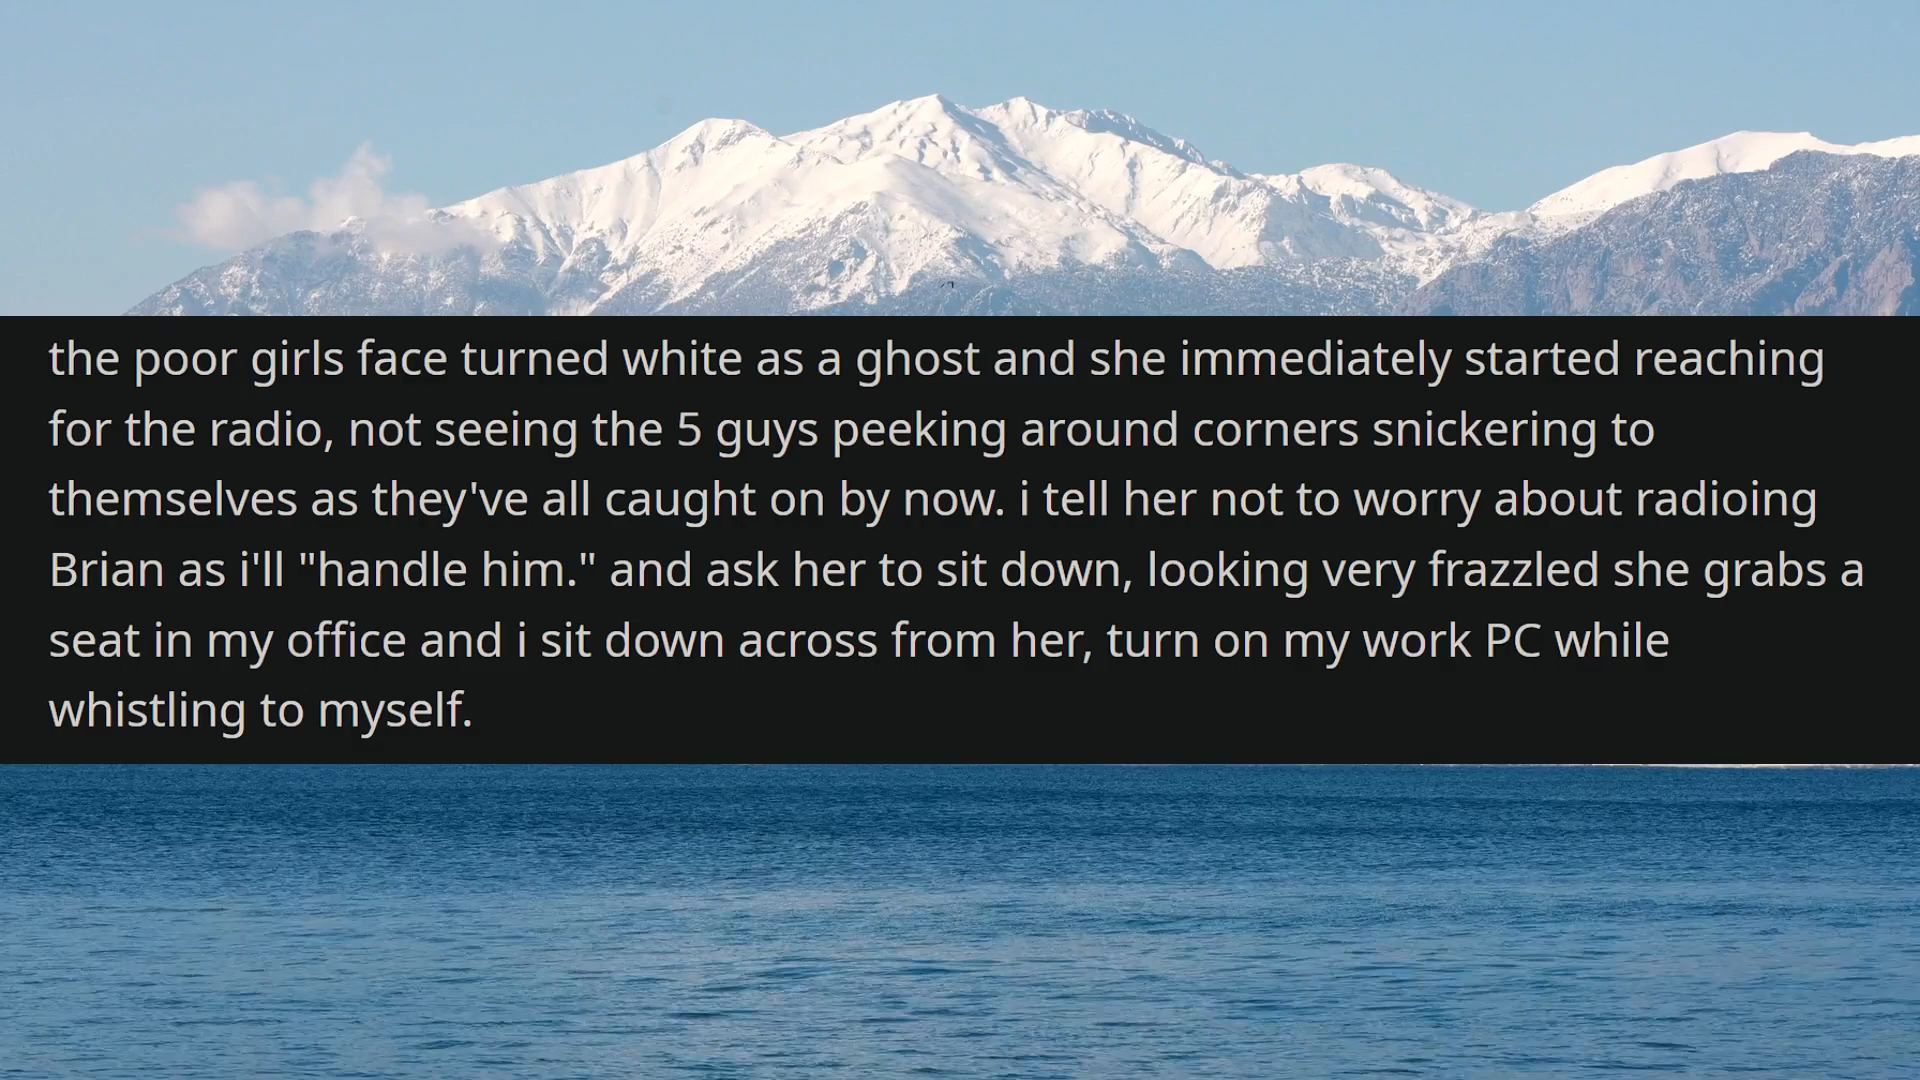 the poor girls face turned white as a ghost and she immediately started reaching
for the radio, not seeing the 5 guys peeking around corners snickering to
themselves as they've all caught on by now. i tell her not to worry about radioing
Brian as i'll "handle him." and ask her to sit down, looking very frazzled she grabs a
seat in my office and i sit down across from her, turn on my work PC while
whistling to myself.